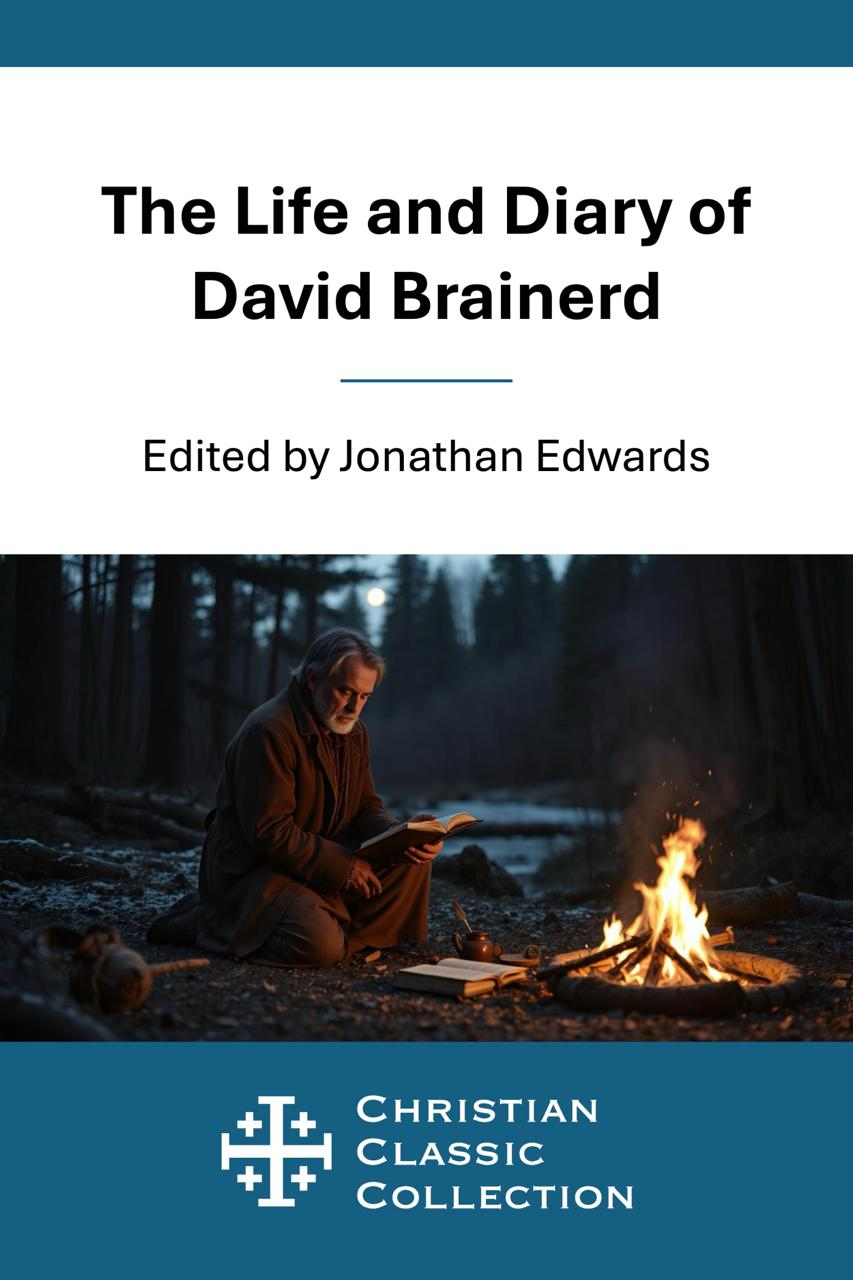 The Life and Diary of
David Brainerd
Edited by Jonathan Edwards
CHRISTIAN
CLASSIC
COLLECTION